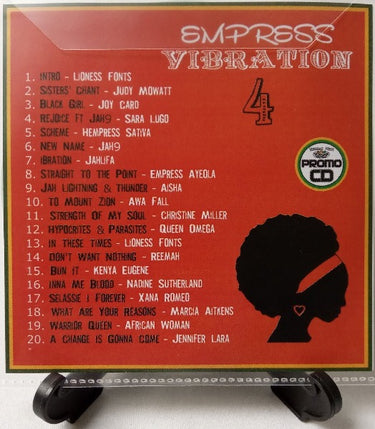 EMPRESS
VIBRATION
4
1. INTRO - LIONESS FONTS
2. SISTERS' CHANT - JUDY MOWATT
3. BLACK GIRL - JOY CARD
4. REJOICE FT JAH9 - SARA LUGO
5. SCHEME - HEMPRESS SATIVA
6. NEW NAME - JAH9
7. IBRATION - JAHLIFA
8. STRAIGHT TO THE POINT - EMPRESS AYEOLA
9. JAH LIGHTNING & THUNDER - AISHA
10. TO MOUNT ZION - AWA FALL
11. STRENGTH OF MY SOUL - CHRISTINE MILLER
12. HYPOCRITES & PARASITES - QUEEN OMEGA
13. IN THESE TIMES - LIONESS FONTS
14. DON'T WANT NOTHING - REEMAH
15. BUN IT - KENYA EUGENE
16. INNA ME BLOOD - NADINE SUTHERLAND
17. SELASSIE I FOREVER - XANA ROMEO
18. WHAT ARE YOUR REASONS - MARCIA AITKENS
19. WARRIOR QUEEN - AFRICAN WOMAN
20. A CHANGE IS GONNA COME - JENNIFER LARA
PROMO
CD